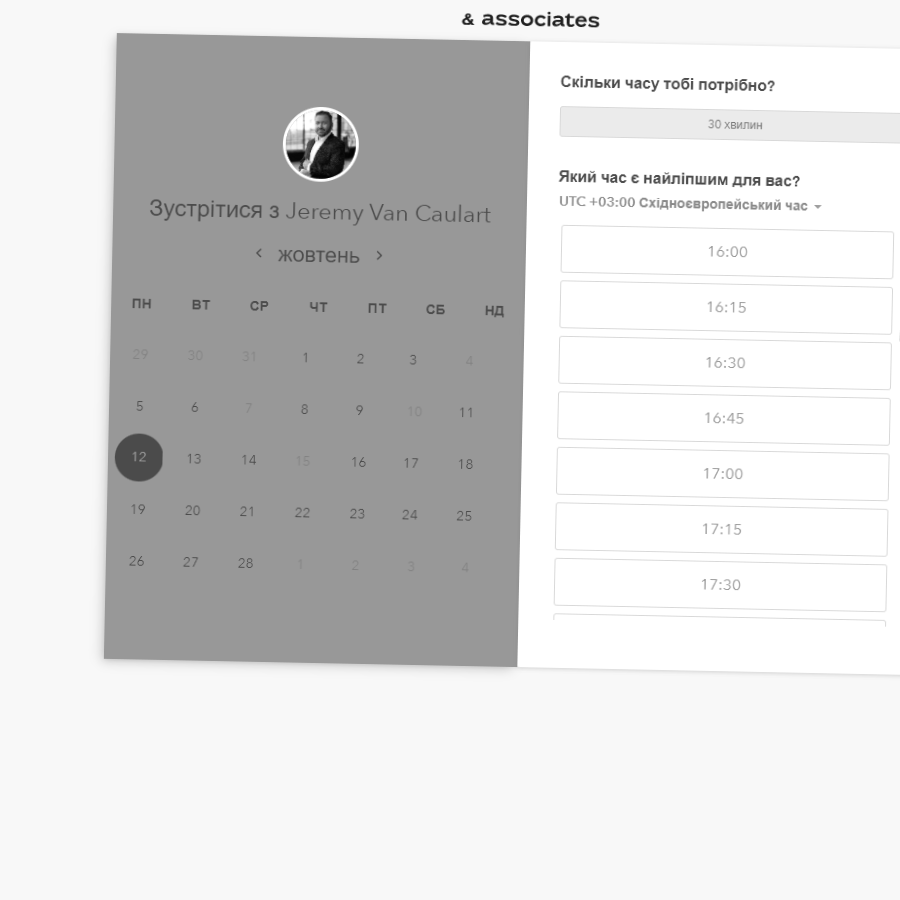 & associates
Зустрітися з Jeremy Van Caulart
жовтень
ПН ВТ СР ЧТ ПТ СБ НД
29 30 31 1 2 3 4
5 6 7 8 9 10 11
12 13 14 15 16 17 18
19 20 21 22 23 24 25
26 27 28 1 2 3 4
Скільки часу тобі потрібно?
30 хвилин
Який час є найліпшим для вас?
UTC +03:00 Східноєвропейський час
16:00
16:15
16:30
16:45
17:00
17:15
17:30